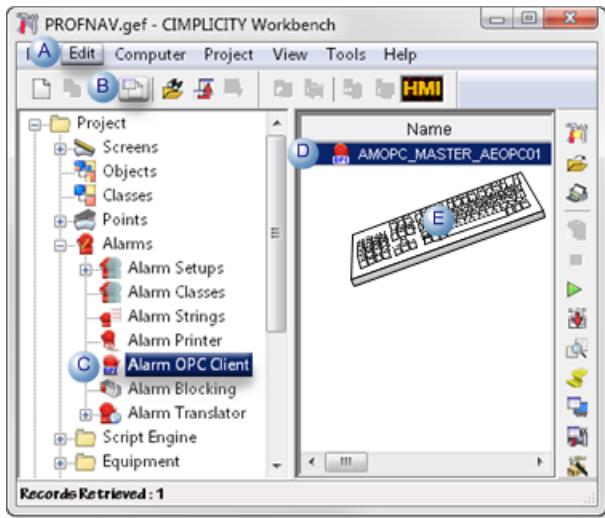 PROFNAV.gef - CIMPLICITY Workbench
A Edit Computer Project View Tools Help
B HMI
Project
Screens
Objects
Classes
Points
Alarms
Alarm Setups
Alarm Classes
Alarm Strings
Alarm Printer
C Alarm OPC Client
Alarm Blocking
Alarm Translator
Script Engine
Equipment
Name
D OPC AMOPC_MASTER_AEOPC01
E
Records Retrieved : 1